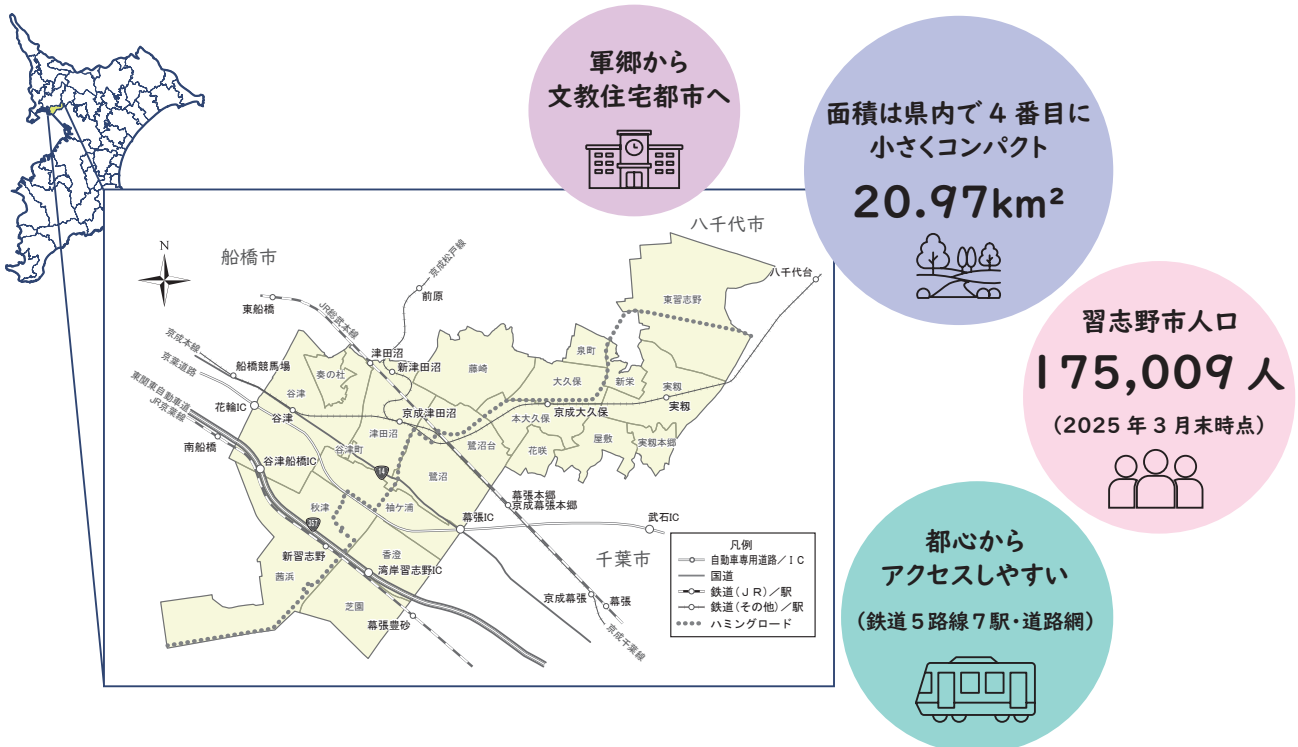 軍郷から
文教住宅都市へ
面積は県内で4番目に
小さくコンパクト
20.97km²
習志野市人口
175,009人
（2025年3月末時点）
都心から
アクセスしやすい
（鉄道5路線7駅・道路網）
N
船橋市
八千代市
千葉市
京成松戸線
前原
八千代台
東船橋
JR総武本線
東習志野
京成本線
京葉道路
東関東自動車道
JR京葉線
船橋競馬場
津田沼
新津田沼
奏の杜
藤崎
泉町
大久保
新栄
実籾
実籾
谷津
花輪IC
谷津
京成津田沼
京成大久保
本大久保
津田沼
鷺沼台
花咲
屋敷
実籾本郷
南船橋
谷津町
谷津船橋IC
14
鷺沼
秋津
袖ケ浦
幕張本郷
京成幕張本郷
357
幕張IC
武石IC
新習志野
香澄
茜浜
湾岸習志野IC
芝園
幕張豊砂
京成幕張
幕張
京成千葉線
凡例
自動車専用道路／ＩＣ
国道
鉄道（ＪＲ）／駅
鉄道（その他）／駅
ハミングロード